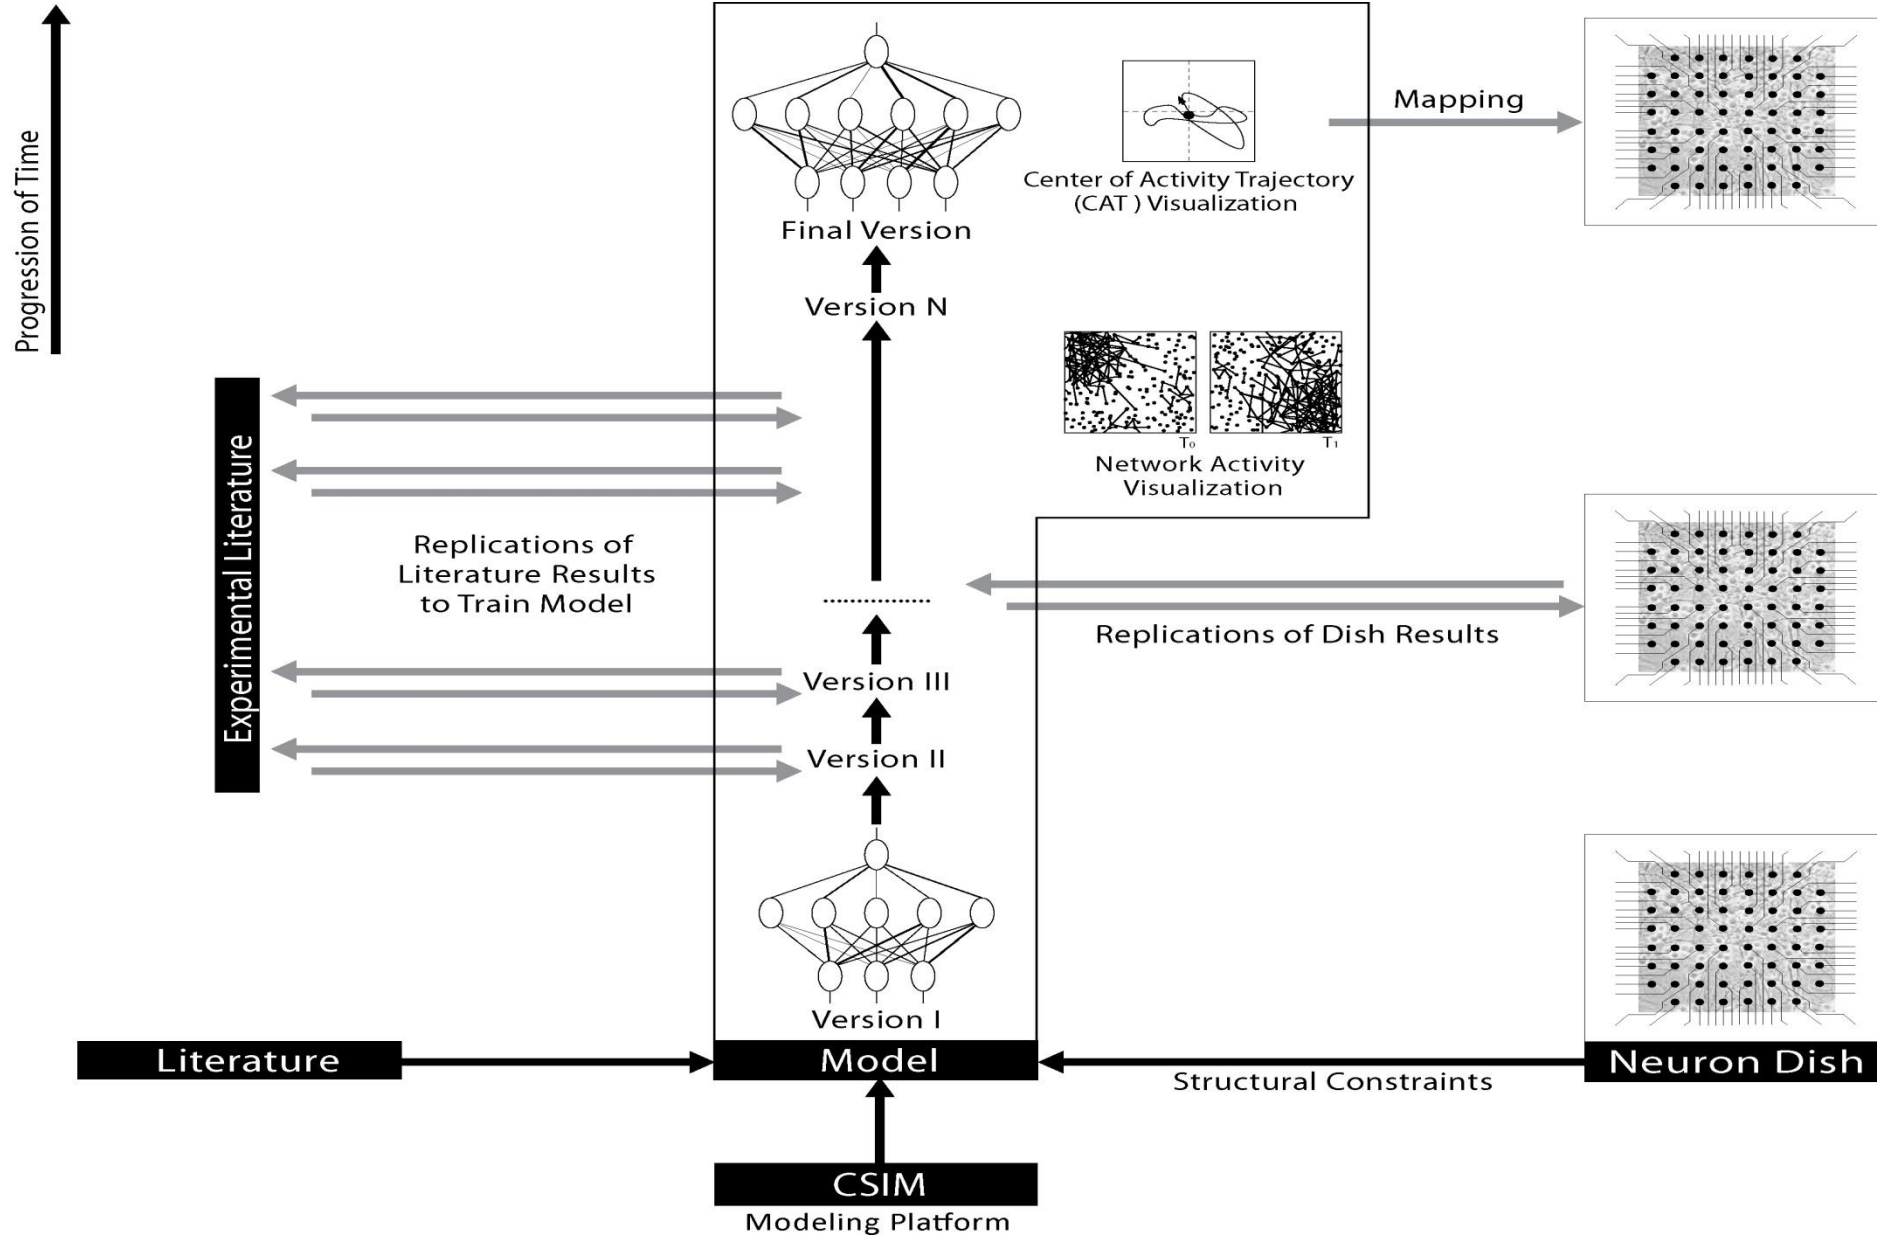 Progression of Time
Mapping
Center of Activity Trajectory
(CAT ) Visualization
Final Version
Version N
T0
T1
Network Activity
Visualization
Experimental Literature
Replications of
Literature Results
to Train Model
Replications of Dish Results
Version III
Version II
Version I
Literature
Model
Structural Constraints
Neuron Dish
CSIM
Modeling Platform